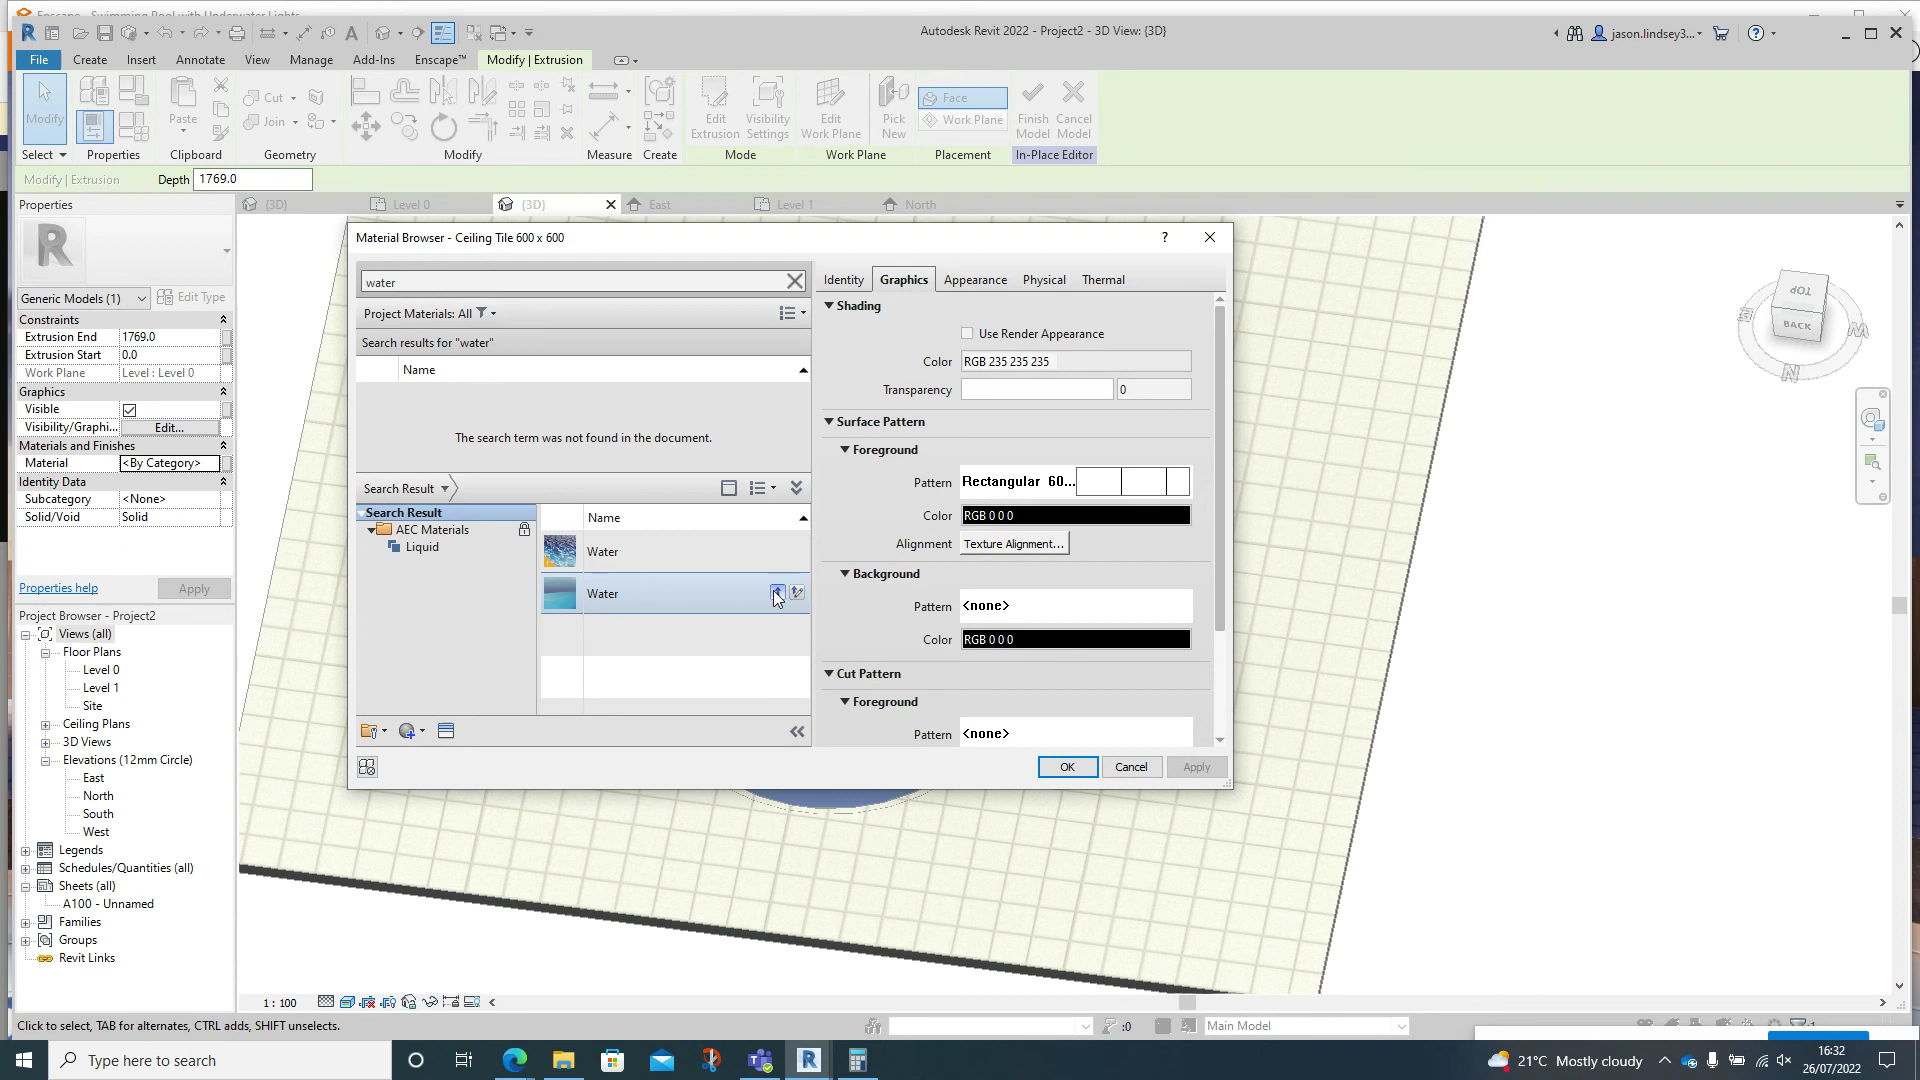 Enscape - Swimming Pool with Underwater Lights
Autodesk Revit 2022 - Project2 - 3D View: {3D}
jason.lindsey3...
File Create Insert Annotate View Manage Add-Ins Enscape™ Modify | Extrusion
Modify
Paste
Cut
Join
Edit Extrusion
Visibility Settings
Edit Work Plane
Pick New
Face
Work Plane
Finish Model
Cancel Model
Select Properties Clipboard Geometry Modify Measure Create Mode Work Plane Placement In-Place Editor
Modify | Extrusion Depth 1769.0
Properties
{3D} Level 0 {3D} East Level 1 North
Generic Models (1) Edit Type
Constraints
Extrusion End 1769.0
Extrusion Start 0.0
Work Plane Level : Level 0
Graphics
Visible
Visibility/Graphi... Edit...
Materials and Finishes
Material <By Category>
Identity Data
Subcategory <None>
Solid/Void Solid
Properties help Apply
Project Browser - Project2
Views (all)
Floor Plans
Level 0
Level 1
Site
Ceiling Plans
3D Views
Elevations (12mm Circle)
East
North
South
West
Legends
Schedules/Quantities (all)
Sheets (all)
A100 - Unnamed
Families
Groups
Revit Links
Material Browser - Ceiling Tile 600 x 600
?
water
Project Materials: All
Search results for "water"
Name
The search term was not found in the document.
Search Result
Search Result
AEC Materials
Liquid
Name
Water
Water
Identity Graphics Appearance Physical Thermal
Shading
Use Render Appearance
Color RGB 235 235 235
Transparency 0
Surface Pattern
Foreground
Pattern Rectangular 60...
Color RGB 0 0 0
Alignment Texture Alignment...
Background
Pattern <none>
Color RGB 0 0 0
Cut Pattern
Foreground
Pattern <none>
OK Cancel Apply
TOP
BACK
N
1 : 100
Click to select, TAB for alternates, CTRL adds, SHIFT unselects.
:0
Main Model
Type here to search
21°C Mostly cloudy
16:32
26/07/2022